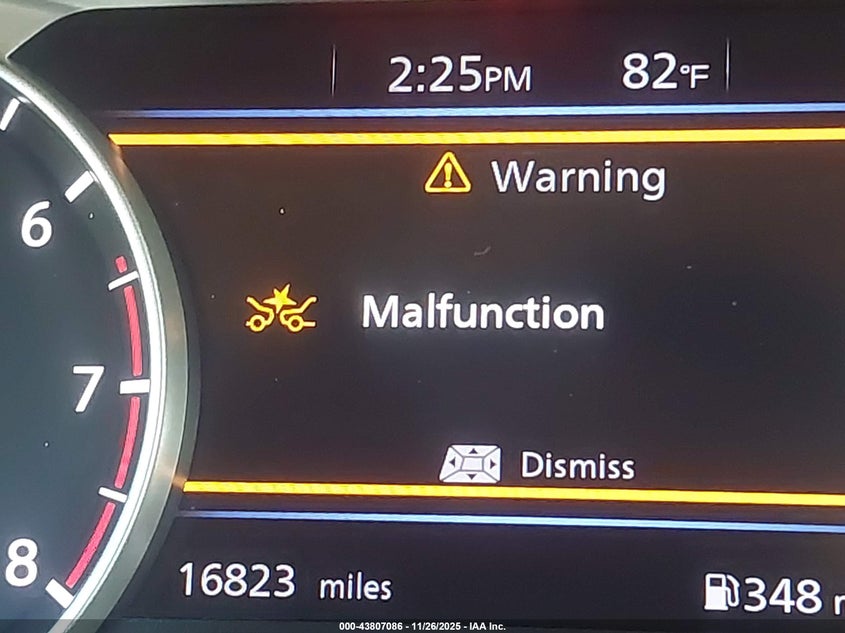 2:25PM 82°F
Warning
6
Malfunction
7
Dismiss
8
16823 miles 348
000-43807086 - 11/26/2025 - IAA Inc.